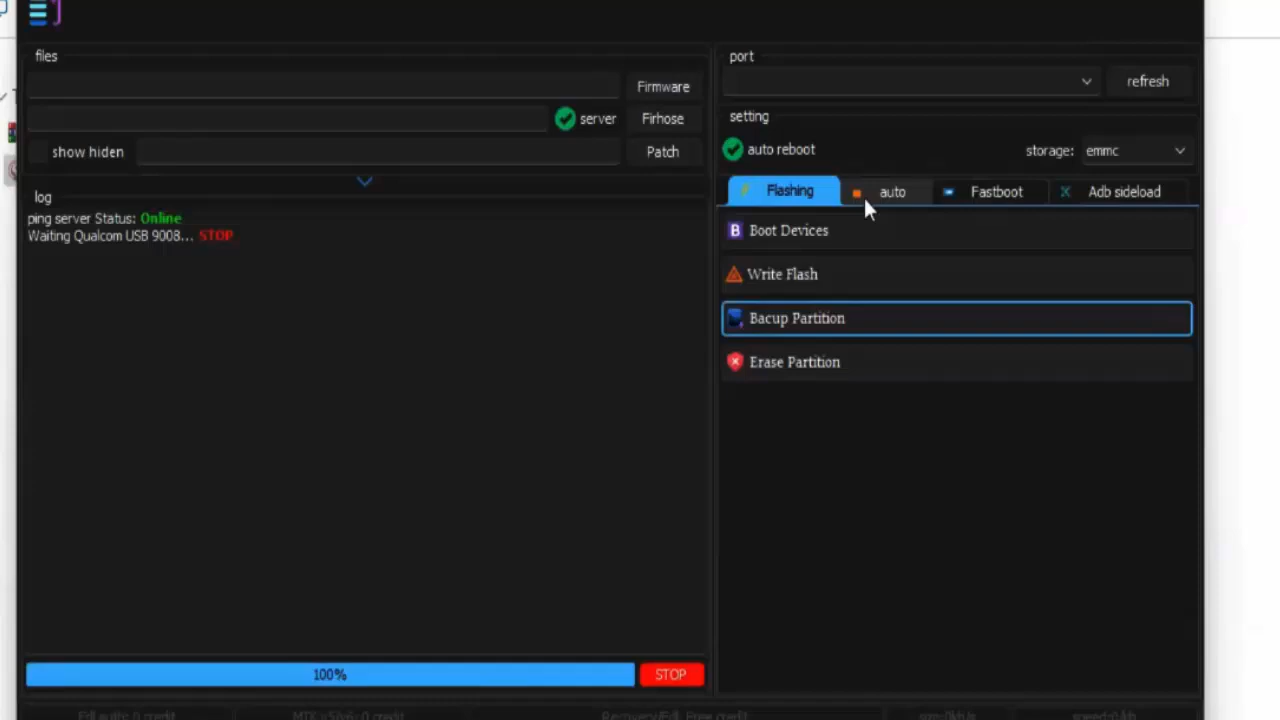 files
port
Firmware
refresh
server
Firhose
setting
show hiden
Patch
auto reboot
storage:
emmc
log
Flashing
auto
Fastboot
Adb sideload
ping server Status: Online
Waiting Qualcom USB 9008... STOP
Boot Devices
Write Flash
Bacup Partition
Erase Partition
100%
STOP